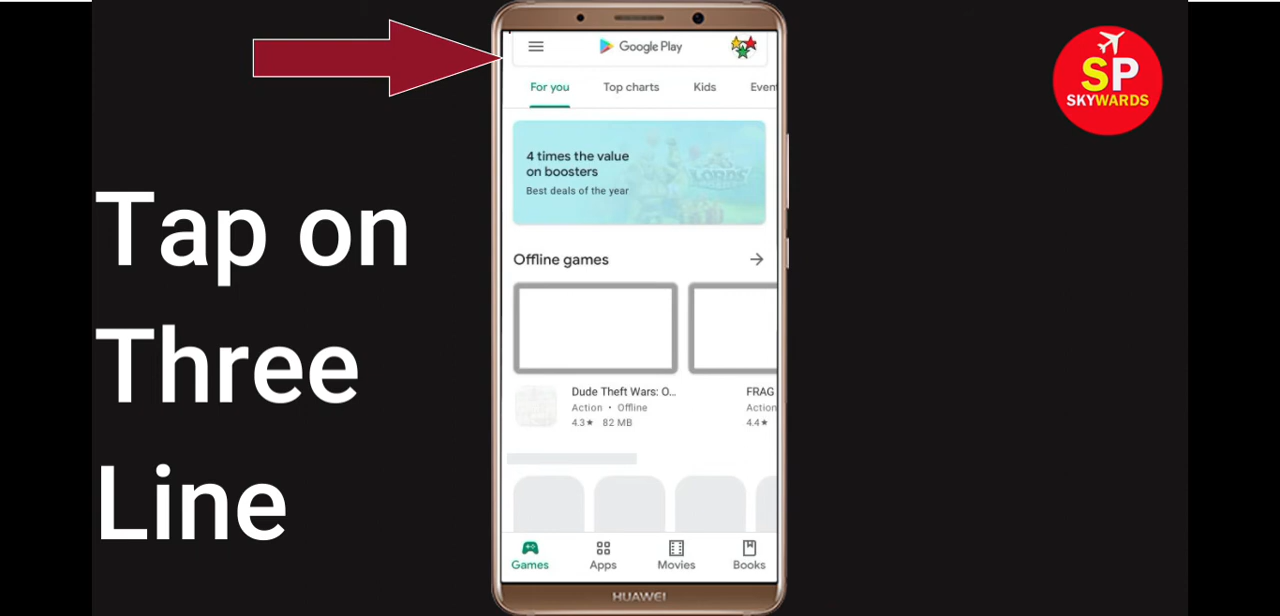 Google Play
SP
SKYWARDS
For you Top charts Kids Even
4 times the value
on boosters
Best deals of the year
LORDS
Tap on
Three
Line
Offline games
Dude Theft Wars: O...
Action • Offline
4.3★ 82 MB
FRAG
Action
4.4★
Games Apps Movies Books
HUAWEI